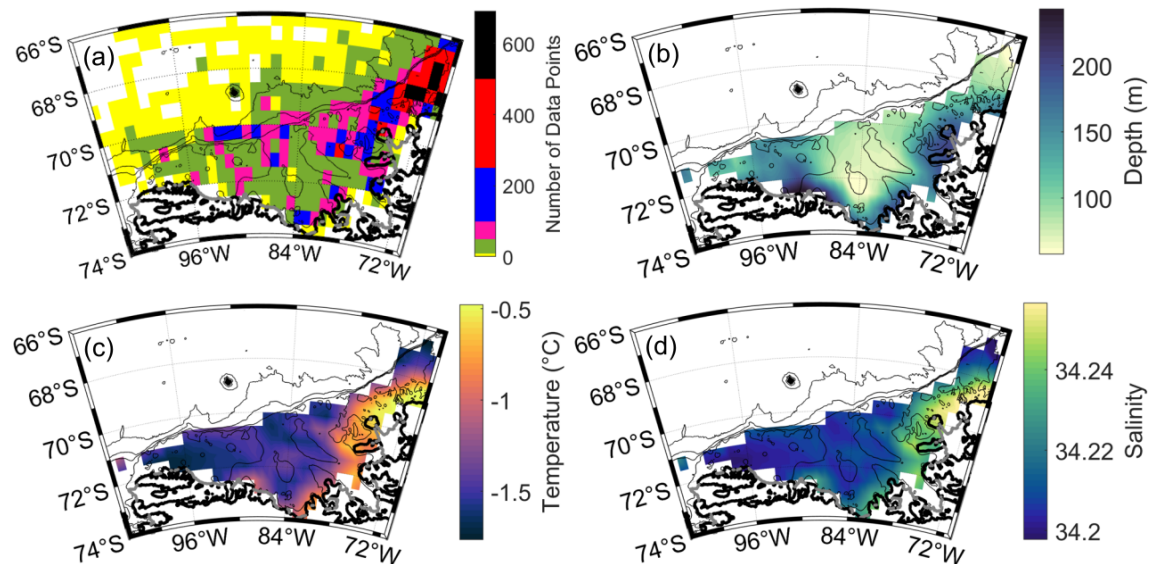 (a)
66°S
68°S
70°S
72°S
74°S
96°W
84°W
72°W
600
400
200
0
Number of Data Points
(b)
66°S
68°S
70°S
72°S
74°S
96°W
84°W
72°W
200
150
100
Depth (m)
(c)
66°S
68°S
70°S
72°S
74°S
96°W
84°W
72°W
-0.5
-1
-1.5
Temperature (°C)
(d)
66°S
68°S
70°S
72°S
74°S
96°W
84°W
72°W
34.24
34.22
34.2
Salinity